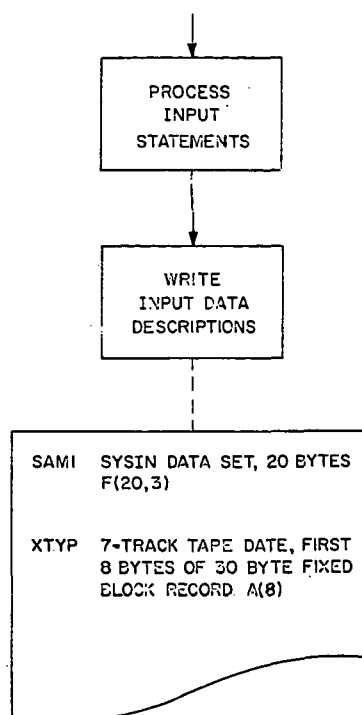 PROCESS
INPUT
STATEMENTS
WRITE
INPUT DATA
DESCRIPTIONS
SAMI SYSIN DATA SET, 20 BYTES
F(20,3)
XTYP 7-TRACK TAPE DATE, FIRST
8 BYTES OF 30 BYTE FIXED
BLOCK RECORD A(8)